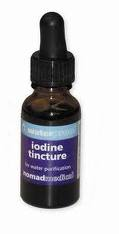 water
iodine
tincture
for water purification
nomadmedical